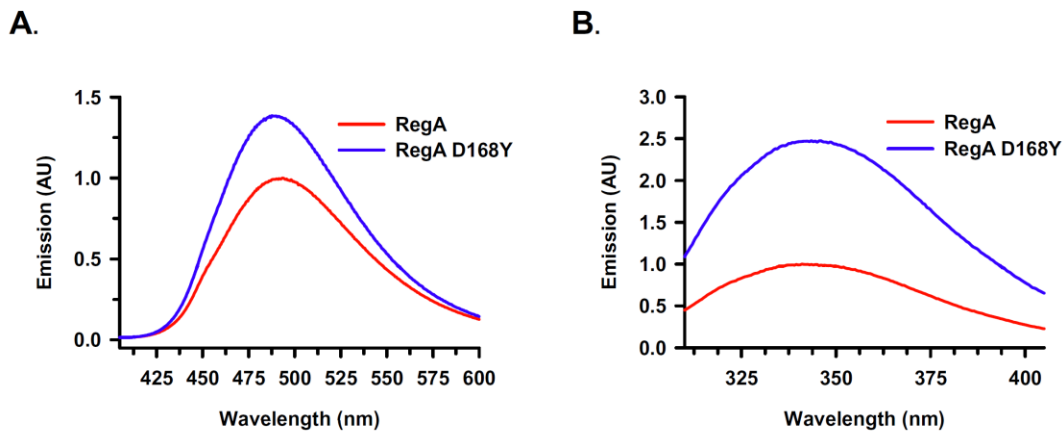 A.
B.
1.5
1.0
0.5
0.0
Emission (AU)
RegA
RegA D168Y
425 450 475 500 525 550 575 600
Wavelength (nm)
3.0
2.5
2.0
1.5
1.0
0.5
0.0
Emission (AU)
RegA
RegA D168Y
325 350 375 400
Wavelength (nm)